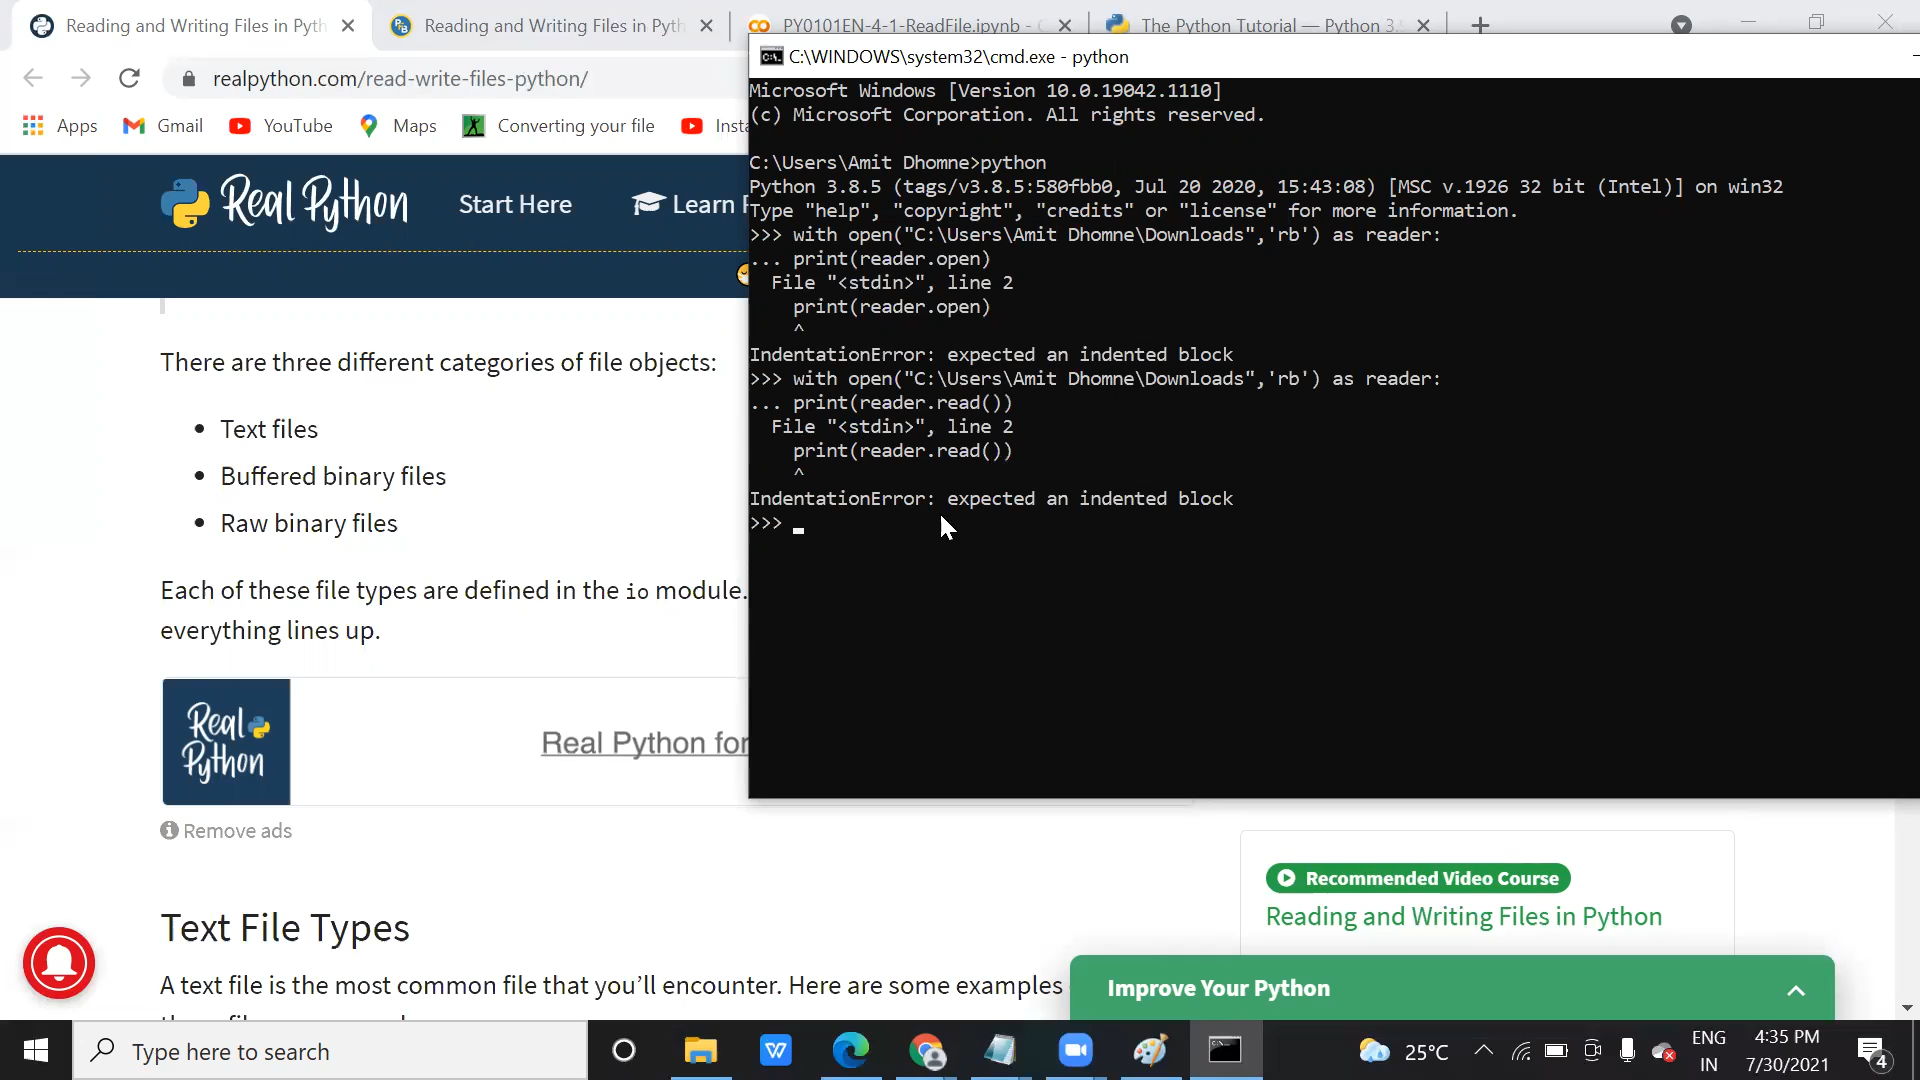 Reading and Writing Files in Pyth
Reading and Writing Files in Pyth
PY0101EN-4-1-ReadFile.ipynb - C
The Python Tutorial — Python 3.
realpython.com/read-write-files-python/
Apps
Gmail
YouTube
Maps
Converting your file
Insta
C:\WINDOWS\system32\cmd.exe - python
Microsoft Windows [Version 10.0.19042.1110]
(c) Microsoft Corporation. All rights reserved.
C:\Users\Amit Dhomne>python
Python 3.8.5 (tags/v3.8.5:580fbb0, Jul 20 2020, 15:43:08) [MSC v.1926 32 bit (Intel)] on win32
Type "help", "copyright", "credits" or "license" for more information.
>>> with open("C:\Users\Amit Dhomne\Downloads",'rb') as reader:
... print(reader.open)
  File "<stdin>", line 2
    print(reader.open)
    ^
IndentationError: expected an indented block
>>> with open("C:\Users\Amit Dhomne\Downloads",'rb') as reader:
... print(reader.read())
  File "<stdin>", line 2
    print(reader.read())
    ^
IndentationError: expected an indented block
>>>
Real Python
Start Here
Learn P
There are three different categories of file objects:
• Text files
• Buffered binary files
• Raw binary files
Each of these file types are defined in the io module.
everything lines up.
Real Python
Real Python for
Remove ads
Recommended Video Course
Reading and Writing Files in Python
Text File Types
A text file is the most common file that you'll encounter. Here are some examples
Improve Your Python
Type here to search
25°C
ENG
IN
4:35 PM
7/30/2021
4